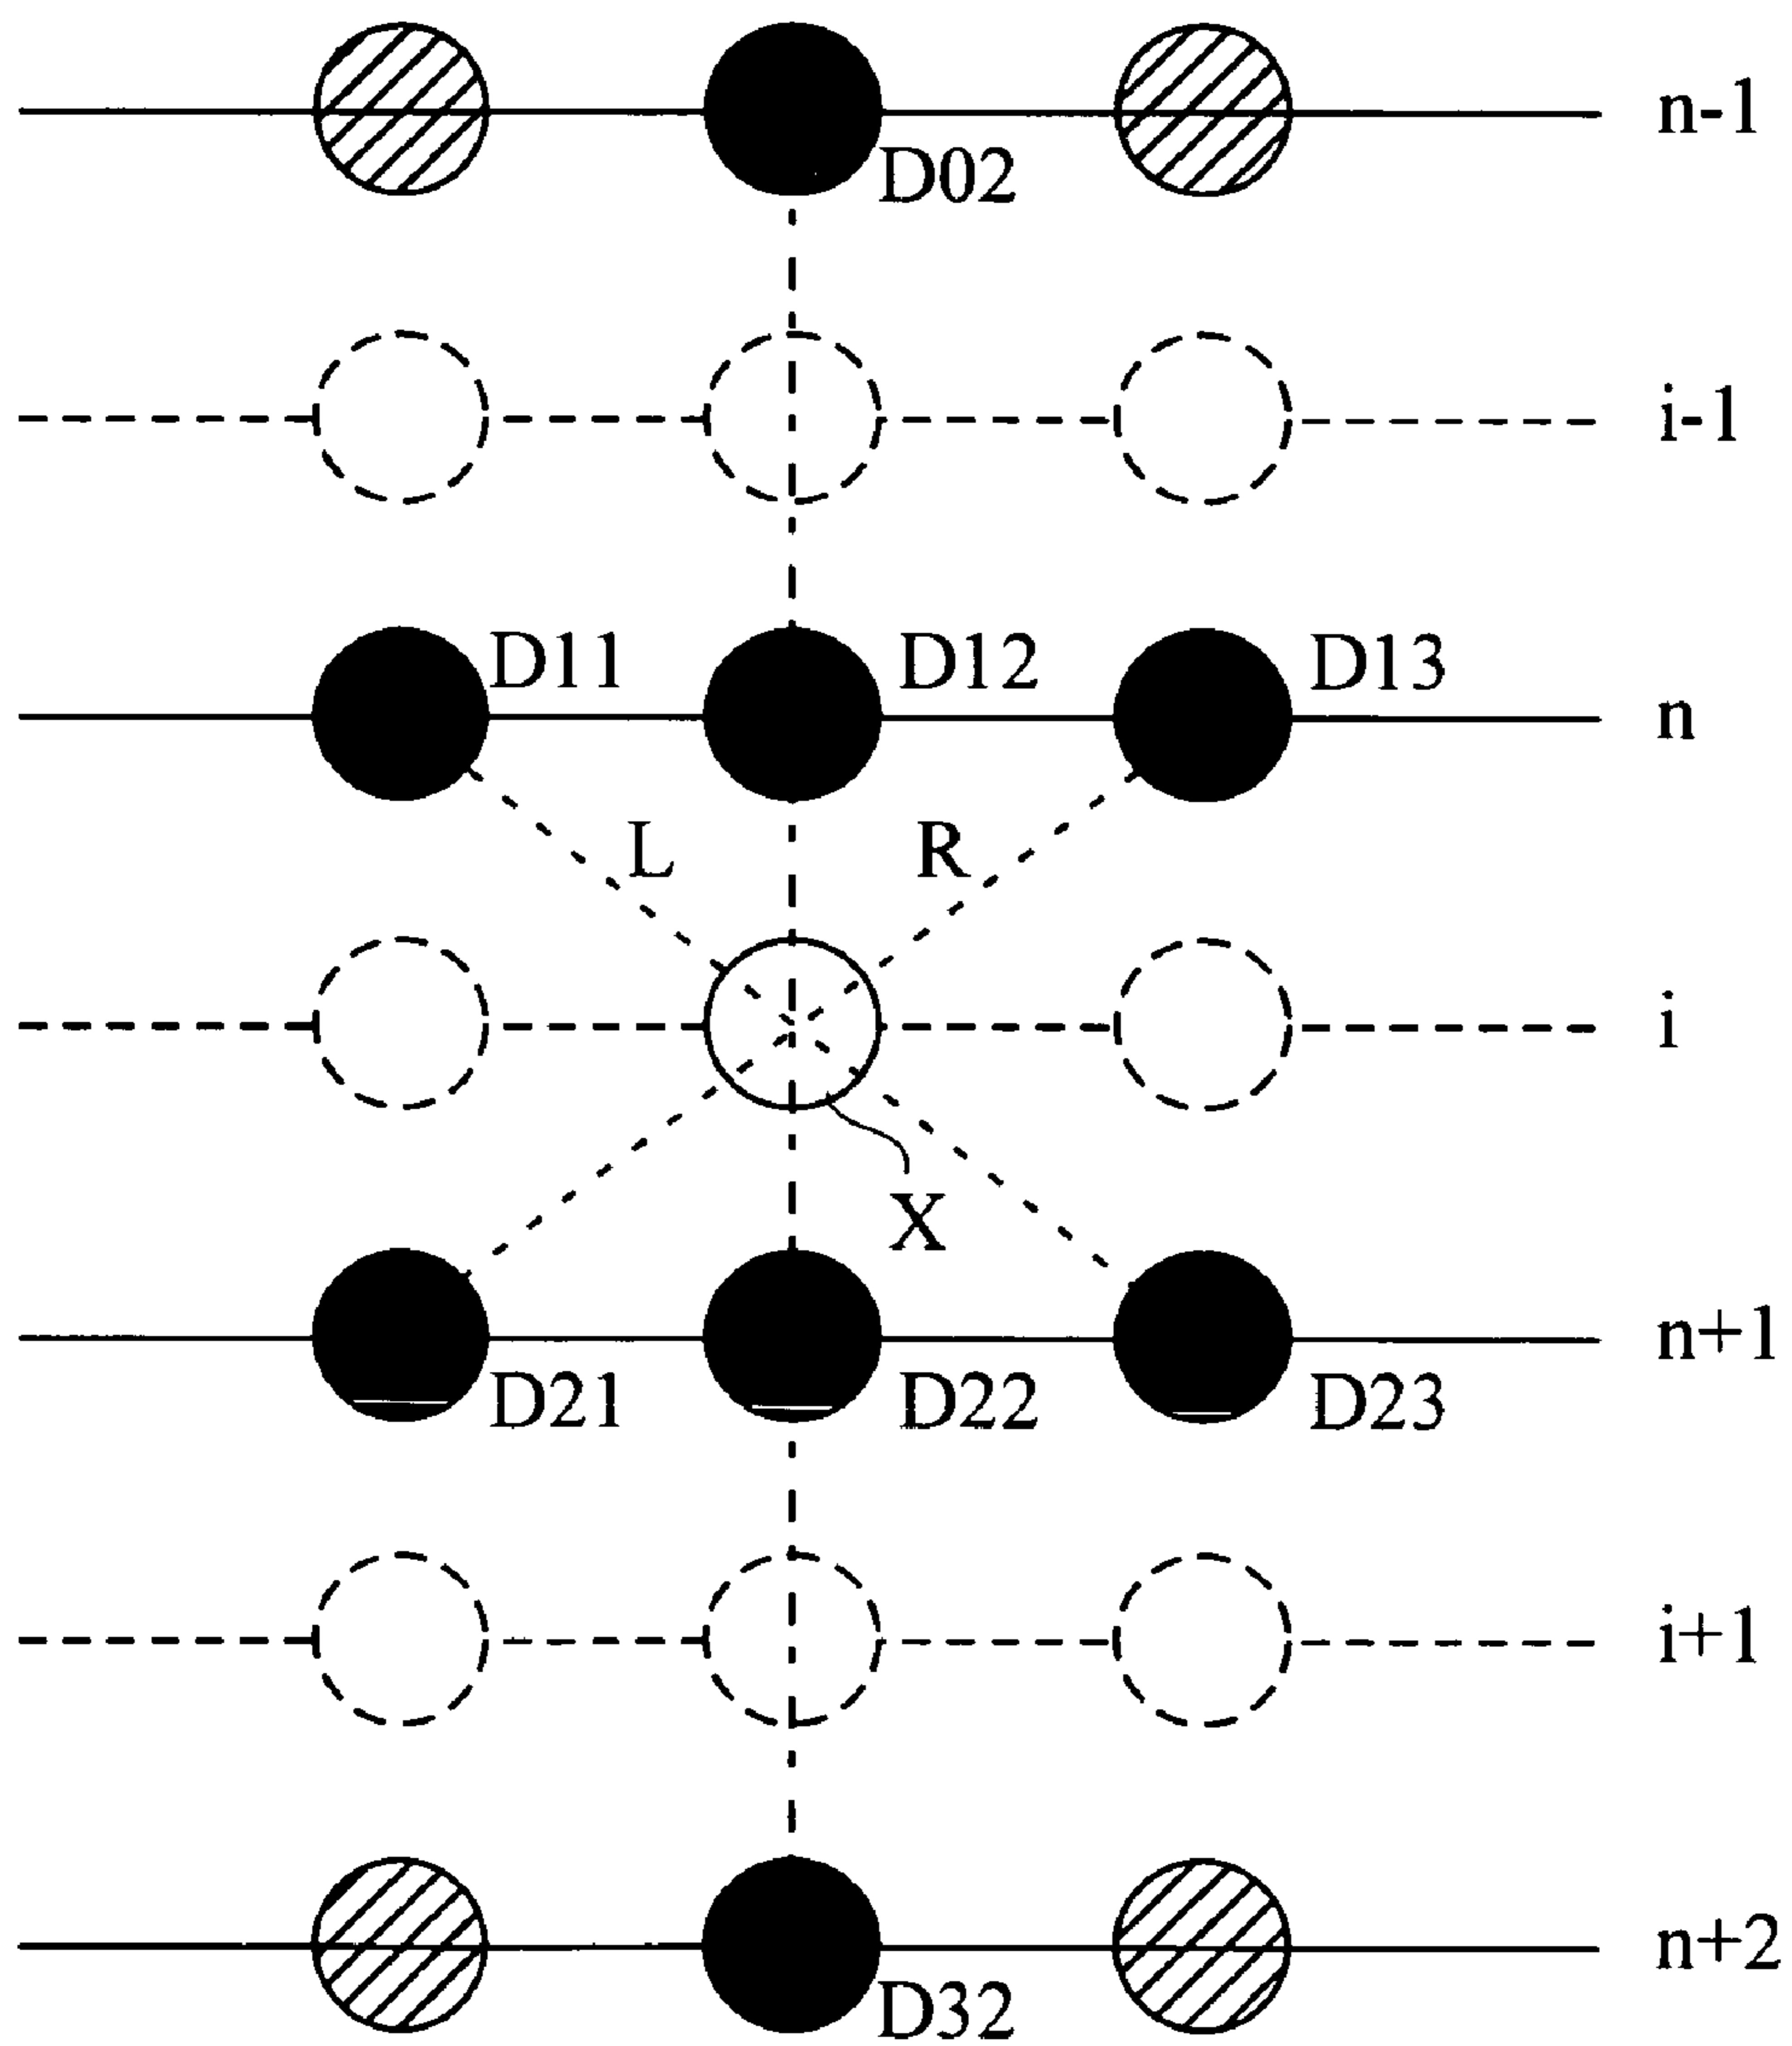 n-1
D02
i-1
D11 D12 D13
n
L R
i
X
n+1
D21 D22 D23
i+1
n+2
D32